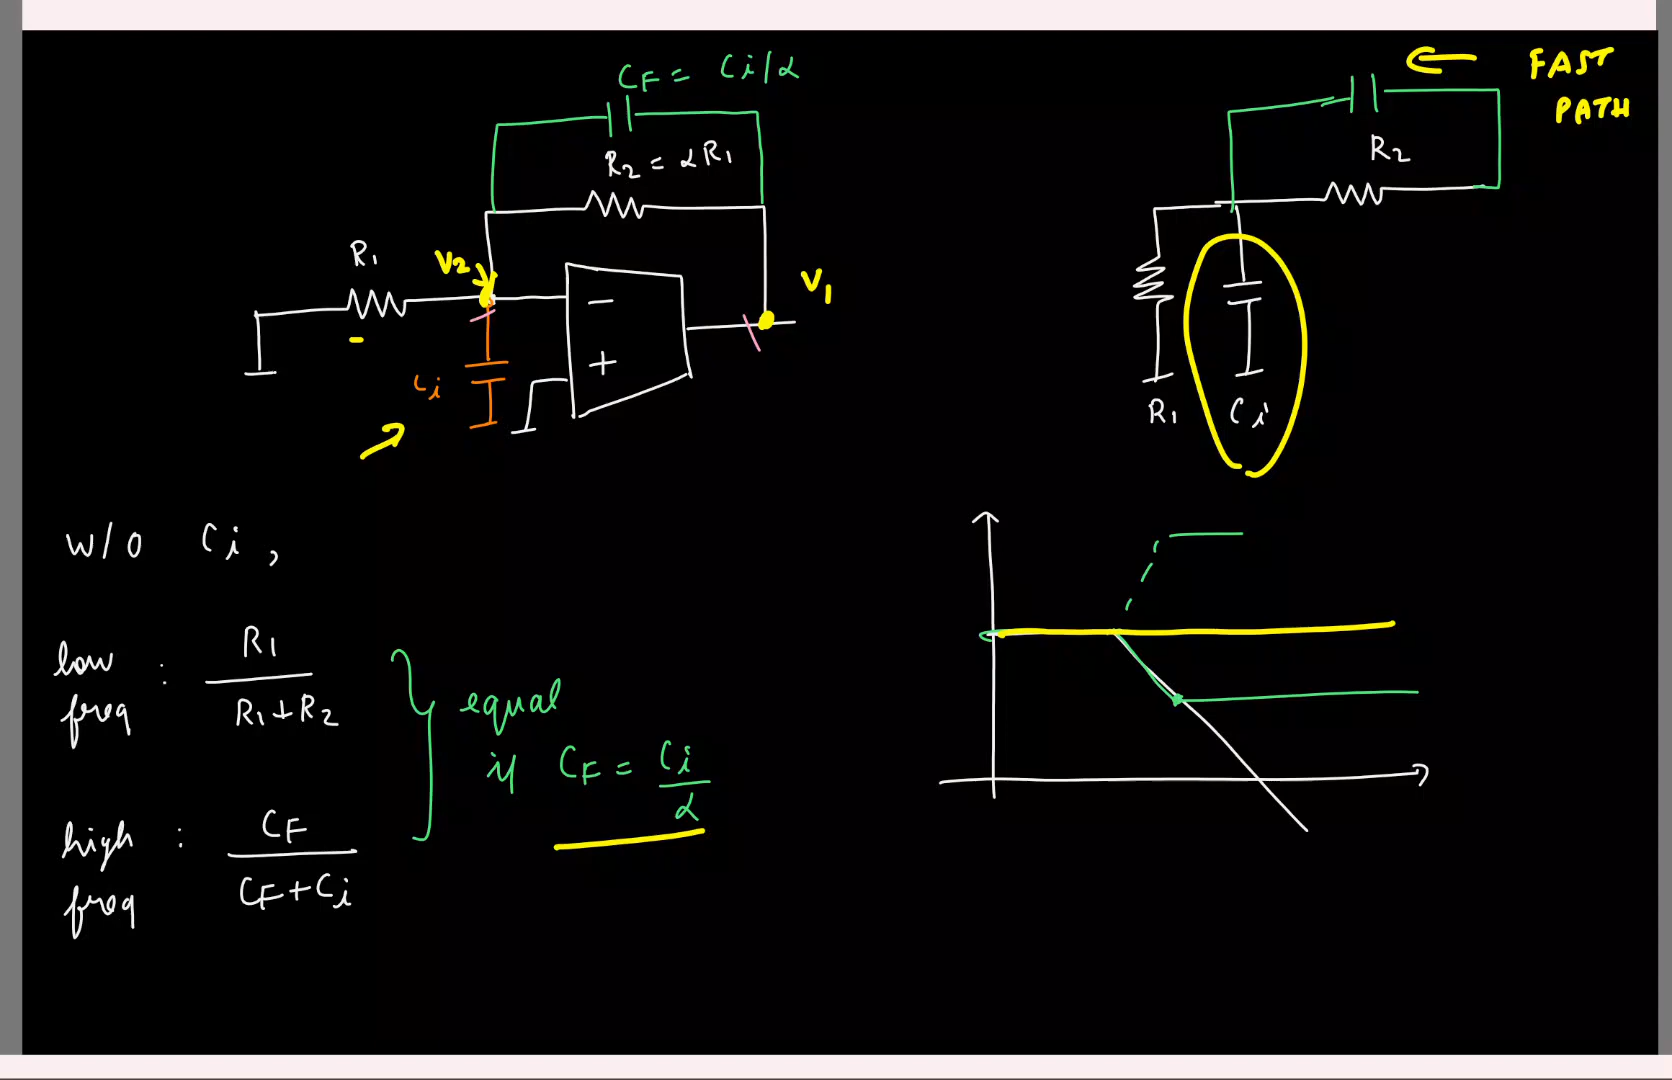 CF = Ci/α
R2 = αR1
R1
V2
V1
−
+
Ci
FAST
PATH
R2
R1
Ci
w/o Ci,
low
freq
:
R1
R1+R2
high
freq
:
CF
CF+Ci
equal
if CF = Ci
α